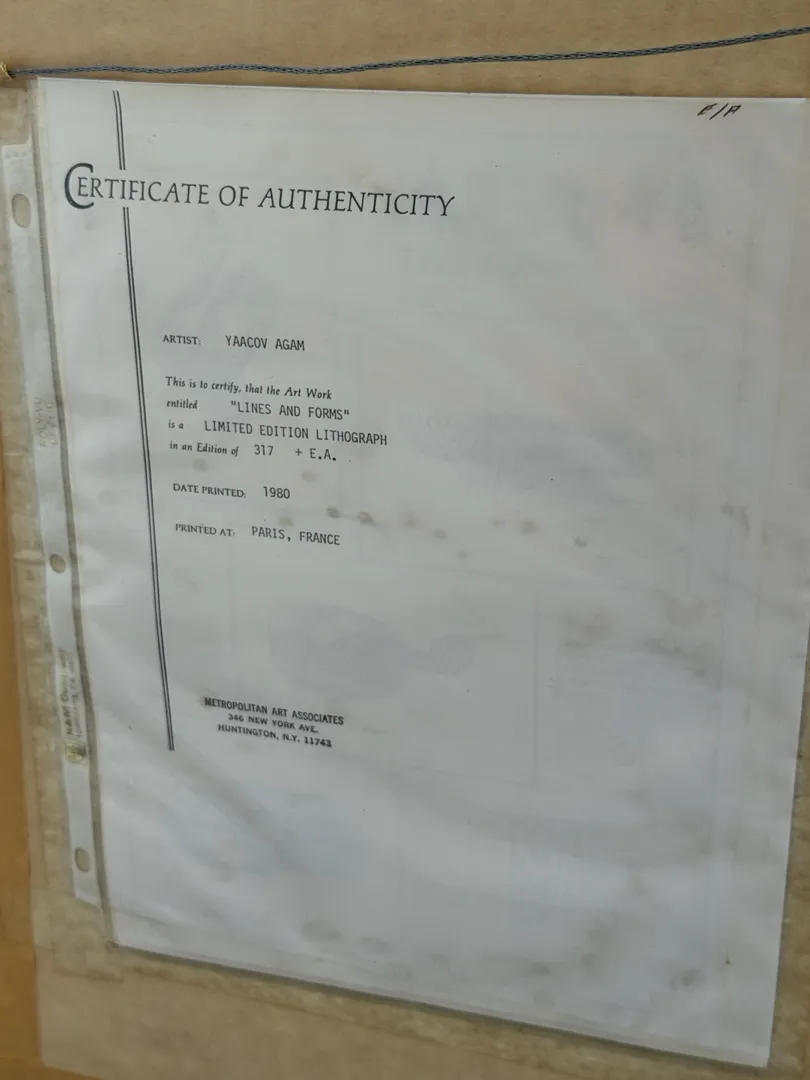 E/A
CERTIFICATE OF AUTHENTICITY
ARTIST: YAACOV AGAM
This is to certify, that the Art Work
entitled "LINES AND FORMS"
is a LIMITED EDITION LITHOGRAPH
in an Edition of 317 + E.A.
DATE PRINTED: 1980
PRINTED AT: PARIS, FRANCE
METROPOLITAN ART ASSOCIATES
346 NEW YORK AVE.
HUNTINGTON, N.Y. 11743